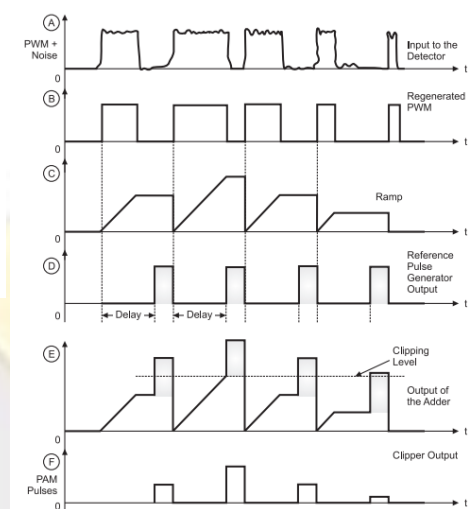 A
PWM +
Noise
0
Input to the
Detector
t
B
Regenerated
PWM
0
t
C
Ramp
0
t
D
Reference
Pulse
Generator
Output
0
t
Delay
Delay
E
Clipping
Level
Output of
the Adder
0
t
F
Clipper Output
PAM
Pulses
0
t